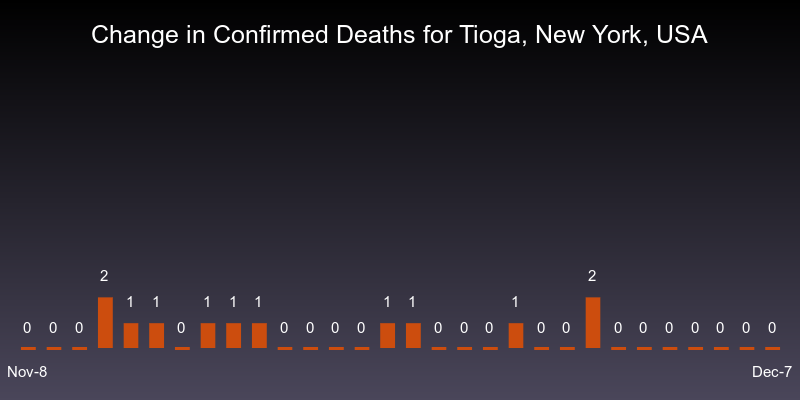 Change in Confirmed Deaths for Tioga, New York, USA
0 0 0 2 1 1 0 1 1 1 0 0 0 0 1 1 0 0 0 1 0 0 2 0 0 0 0 0 0 0
Nov-8 Dec-7